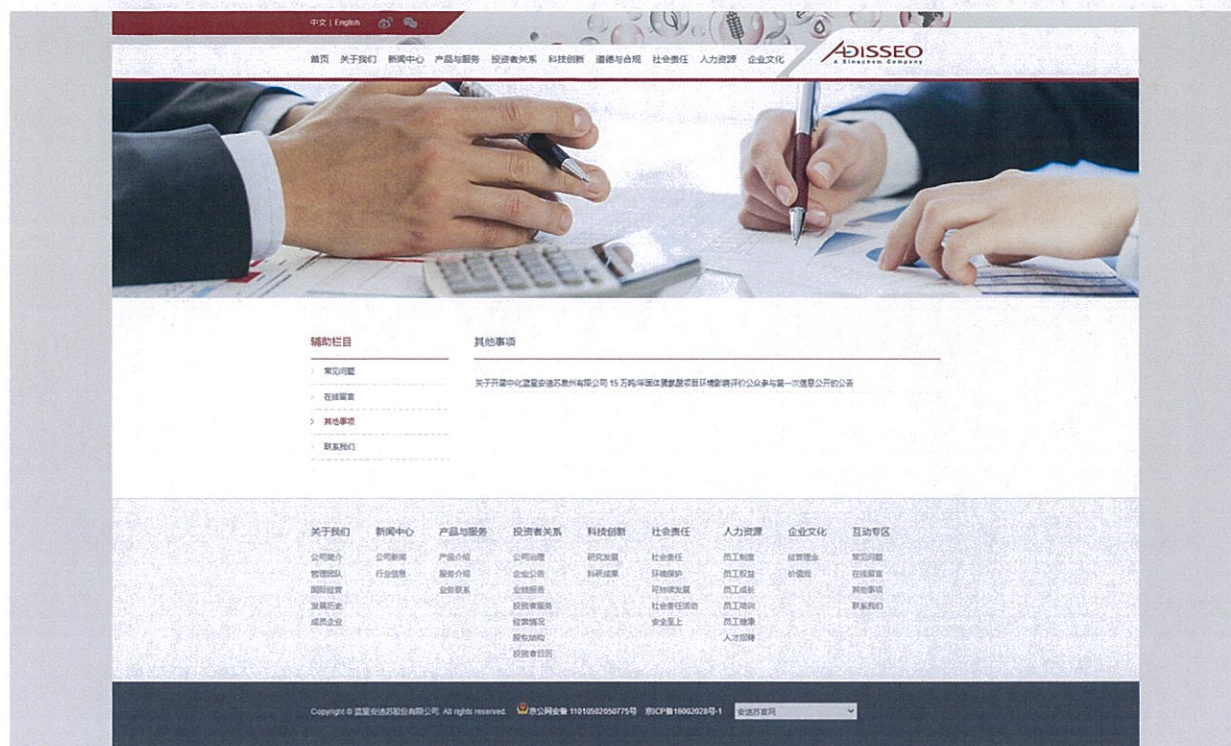 中文 | English
首页 关于我们 新闻中心 产品与服务 投资者关系 科技创新 道德与合规 社会责任 人力资源 企业文化
ADISSEO
A Sinochem Company
辅助栏目
常见问题
在线留言
其他事项
联系我们
其他事项
关于开展中化蓝星安迪苏泉州有限公司 15 万吨/年固体蛋氨酸项目环境影响评价公众参与第一次信息公开的公告
关于我们 新闻中心 产品与服务 投资者关系 科技创新 社会责任 人力资源 企业文化 互动专区
公司简介 公司新闻 产品介绍 公司治理 研究发展 社会责任 员工制度 经营理念 常见问题
管理团队 行业信息 服务介绍 企业公告 科研成果 环境保护 员工权益 价值观 在线留言
国际经营 业务联系 业绩报告 可持续发展 员工成长 其他事项
发展历史 投资者服务 社会责任活动 员工培训 联系我们
成员企业 经营情况 安全至上 员工健康
股东结构 人才招聘
投资者日历
Copyright © 蓝星安迪苏股份有限公司. All rights reserved. 京公网安备 11010502050775号 京ICP备16002028号-1 安迪苏官网